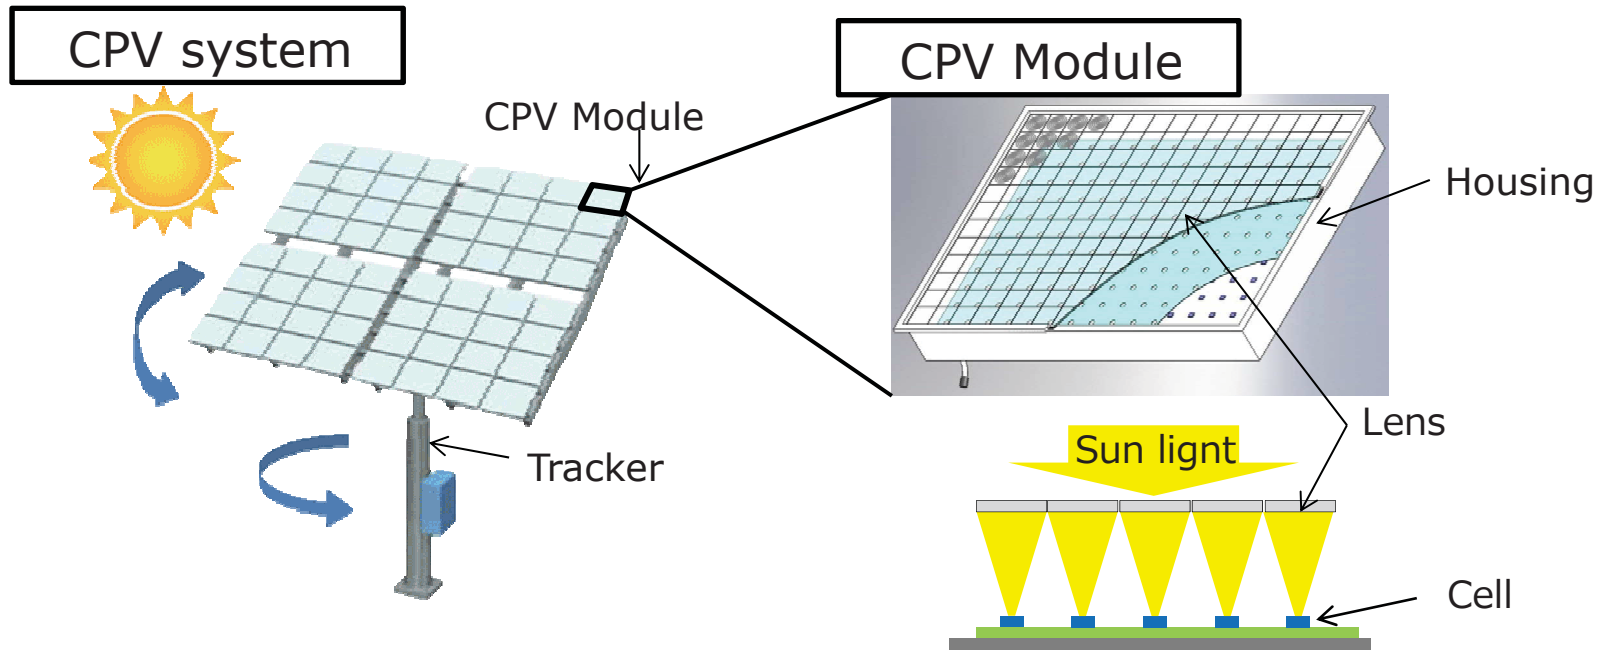 CPV system
CPV Module
CPV Module
Housing
Lens
Sun lignt
Tracker
Cell